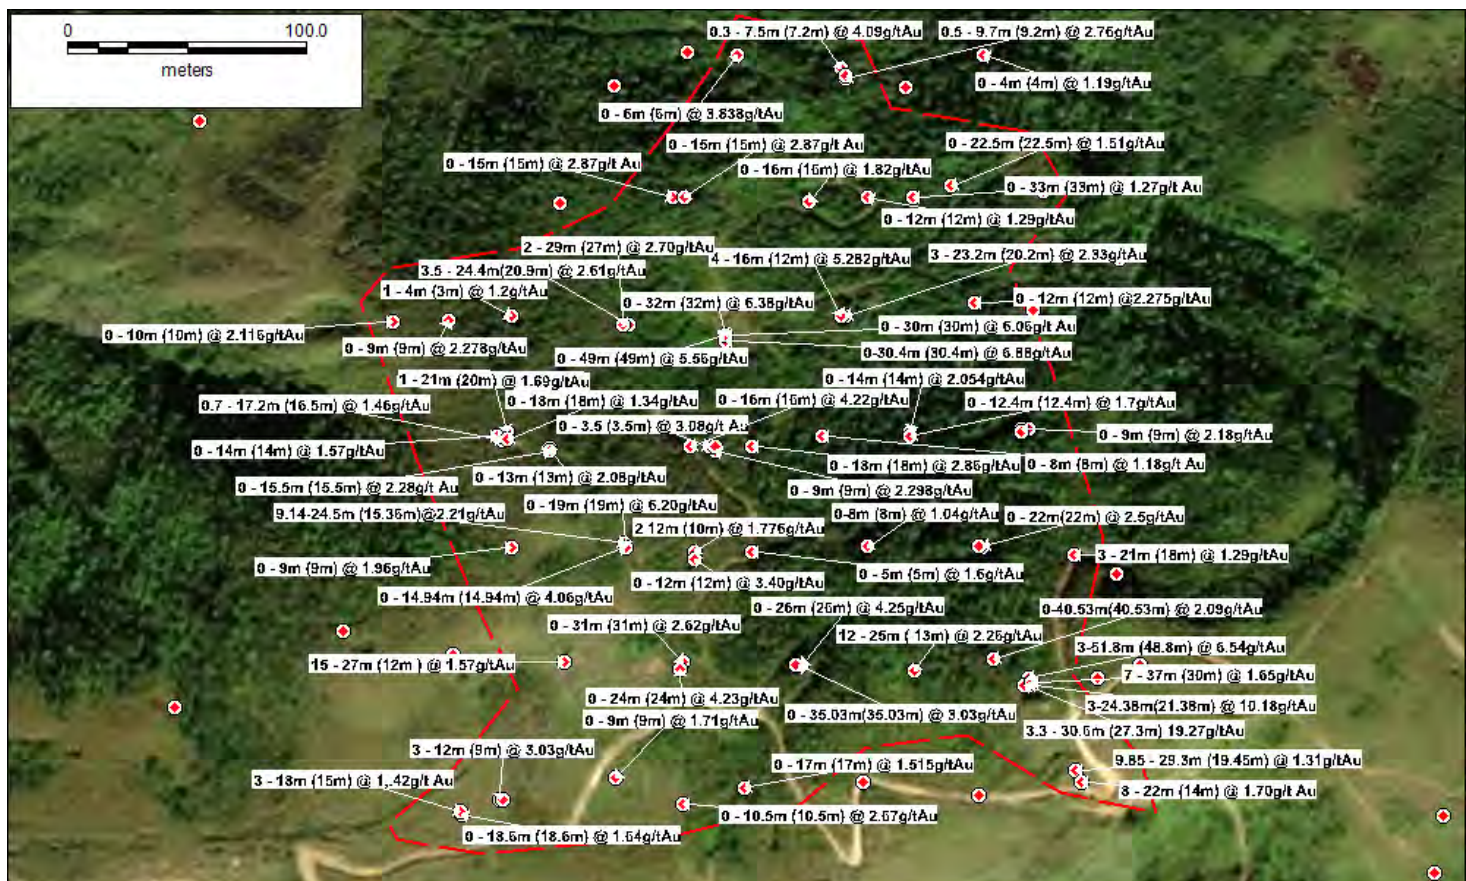 0 100.0
meters
0.3 - 7.5m (7.2m) @ 4.09g/tAu
0.5 - 9.7m (9.2m) @ 2.76g/tAu
0 - 4m (4m) @ 1.19g/tAu
0 - 6m (6m) @ 3.838g/tAu
0 - 15m (15m) @ 2.87g/t Au
0 - 22.5m (22.5m) @ 1.51g/tAu
0 - 15m (15m) @ 2.87g/t Au
0 - 16m (16m) @ 1.82g/tAu
0 - 33m (33m) @ 1.27g/t Au
0 - 12m (12m) @ 1.29g/tAu
2 - 29m (27m) @ 2.70g/tAu
4 - 16m (12m) @ 5.282g/tAu
3 - 23.2m (20.2m) @ 2.33g/tAu
3.5 - 24.4m(20.9m) @ 2.61g/tAu
1 - 4m (3m) @ 1.2g/tAu
0 - 32m (32m) @ 6.38g/tAu
0 - 12m (12m) @2.275g/tAu
0 - 10m (10m) @ 2.116g/tAu
0 - 30m (30m) @ 6.06g/t Au
0 - 9m (9m) @ 2.278g/tAu
0 - 49m (49m) @ 5.56g/tAu
0-30.4m (30.4m) @ 6.88g/tAu
1 - 21m (20m) @ 1.69g/tAu
0 - 14m (14m) @ 2.054g/tAu
0.7 - 17.2m (16.5m) @ 1.46g/tAu
0 - 18m (18m) @ 1.34g/tAu
0 - 16m (16m) @ 4.22g/tAu
0 - 12.4m (12.4m) @ 1.7g/tAu
0 - 3.5 (3.5m) @ 3.08g/t Au
0 - 9m (9m) @ 2.18g/tAu
0 - 14m (14m) @ 1.57g/tAu
0 - 18m (18m) @ 2.86g/tAu
0 - 8m (8m) @ 1.18g/t Au
0 - 13m (13m) @ 2.08g/tAu
0 - 15.5m (15.5m) @ 2.28g/t Au
0 - 9m (9m) @ 2.298g/tAu
0 - 19m (19m) @ 6.20g/tAu
9.14-24.5m (15.36m)@2.21g/tAu
0-8m (8m) @ 1.04g/tAu
0 - 22m(22m) @ 2.5g/tAu
2 12m (10m) @ 1.776g/tAu
3 - 21m (18m) @ 1.29g/tAu
0 - 9m (9m) @ 1.96g/tAu
0 - 5m (5m) @ 1.6g/tAu
0 - 12m (12m) @ 3.40g/tAu
0 - 14.94m (14.94m) @ 4.06g/tAu
0 - 26m (26m) @ 4.25g/tAu
0-40.53m(40.53m) @ 2.09g/tAu
0 - 31m (31m) @ 2.62g/tAu
12 - 25m ( 13m) @ 2.26g/tAu
3-51.8m (48.8m) @ 6.54g/tAu
15 - 27m (12m ) @ 1.57g/tAu
7 - 37m (30m) @ 1.65g/tAu
0 - 24m (24m) @ 4.23g/tAu
3-24.38m(21.38m) @ 10.18g/tAu
0 - 35.03m(35.03m) @ 3.03g/tAu
0 - 9m (9m) @ 1.71g/tAu
3.3 - 30.6m (27.3m) 19.27g/tAu
3 - 12m (9m) @ 3.03g/tAu
9.85 - 29.3m (19.45m) @ 1.31g/tAu
0 - 17m (17m) @ 1.515g/tAu
3 - 18m (15m) @ 1,.42g/t Au
8 - 22m (14m) @ 1.70g/t Au
0 - 10.5m (10.5m) @ 2.67g/tAu
0 - 18.6m (18.6m) @ 1.64g/tAu